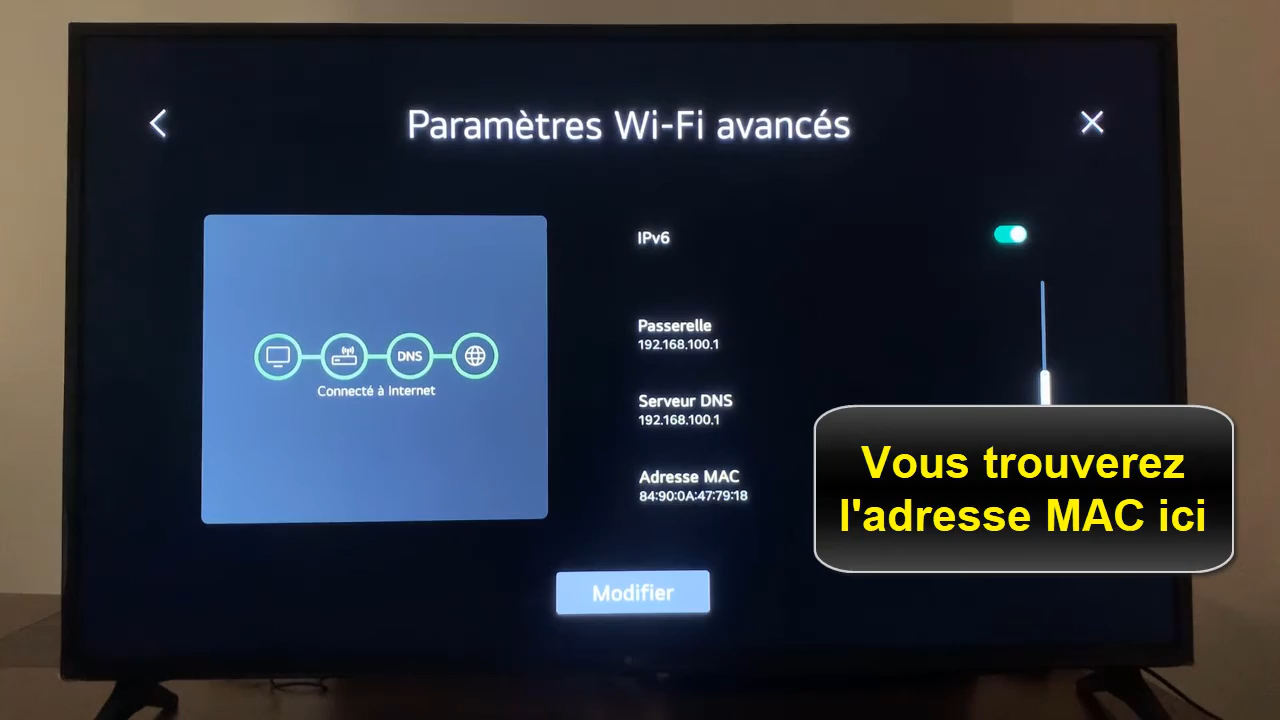 Paramètres Wi-Fi avancés
IPv6
Passerelle
192.168.100.1
DNS
Connecté à Internet
Serveur DNS
192.168.100.1
Adresse MAC
84:90:0A:47:79:18
Vous trouverez
l'adresse MAC ici
Modifier